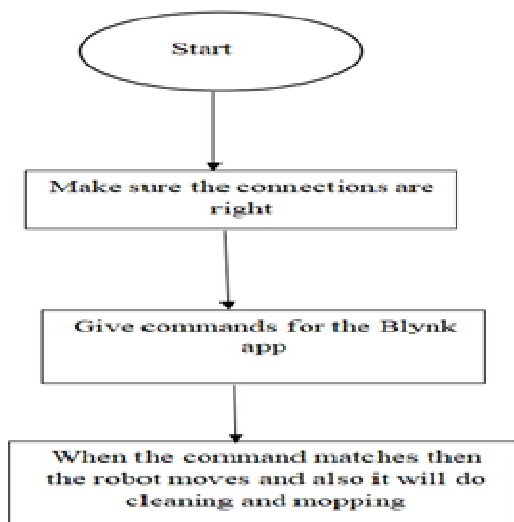 Start
Make sure the connections are
right
Give commands for the Blynk
app
When the command matches then
the robot moves and also it will do
cleaning and mopping